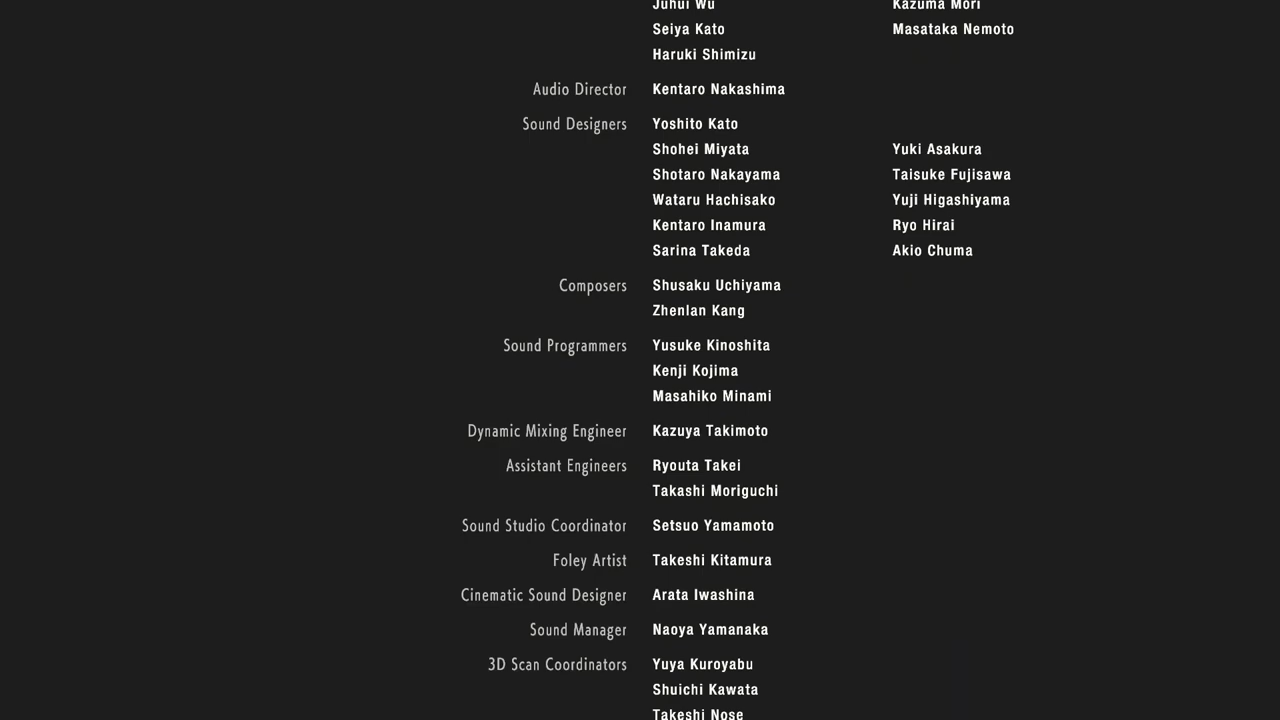 Juhui Wu Kazuma Mori
Seiya Kato Masataka Nemoto
Haruki Shimizu
Audio Director Kentaro Nakashima
Sound Designers Yoshito Kato
Shohei Miyata Yuki Asakura
Shotaro Nakayama Taisuke Fujisawa
Wataru Hachisako Yuji Higashiyama
Kentaro Inamura Ryo Hirai
Sarina Takeda Akio Chuma
Composers Shusaku Uchiyama
Zhenlan Kang
Sound Programmers Yusuke Kinoshita
Kenji Kojima
Masahiko Minami
Dynamic Mixing Engineer Kazuya Takimoto
Assistant Engineers Ryouta Takei
Takashi Moriguchi
Sound Studio Coordinator Setsuo Yamamoto
Foley Artist Takeshi Kitamura
Cinematic Sound Designer Arata Iwashina
Sound Manager Naoya Yamanaka
3D Scan Coordinators Yuya Kuroyabu
Shuichi Kawata
Takeshi Nose